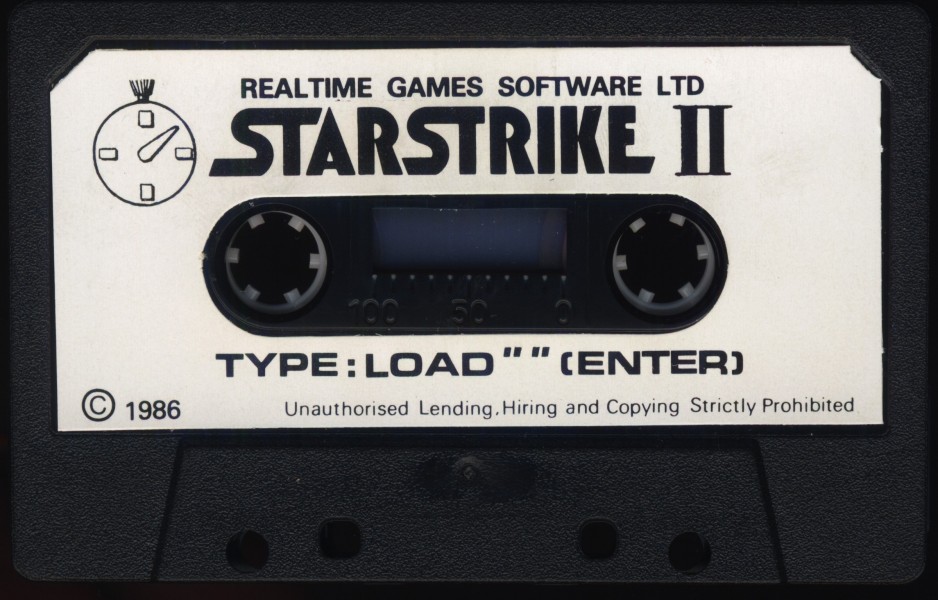 REALTIME GAMES SOFTWARE LTD
STARSTRIKE II
100 50 0
TYPE:LOAD "" (ENTER)
© 1986
Unauthorised Lending, Hiring and Copying Strictly Prohibited